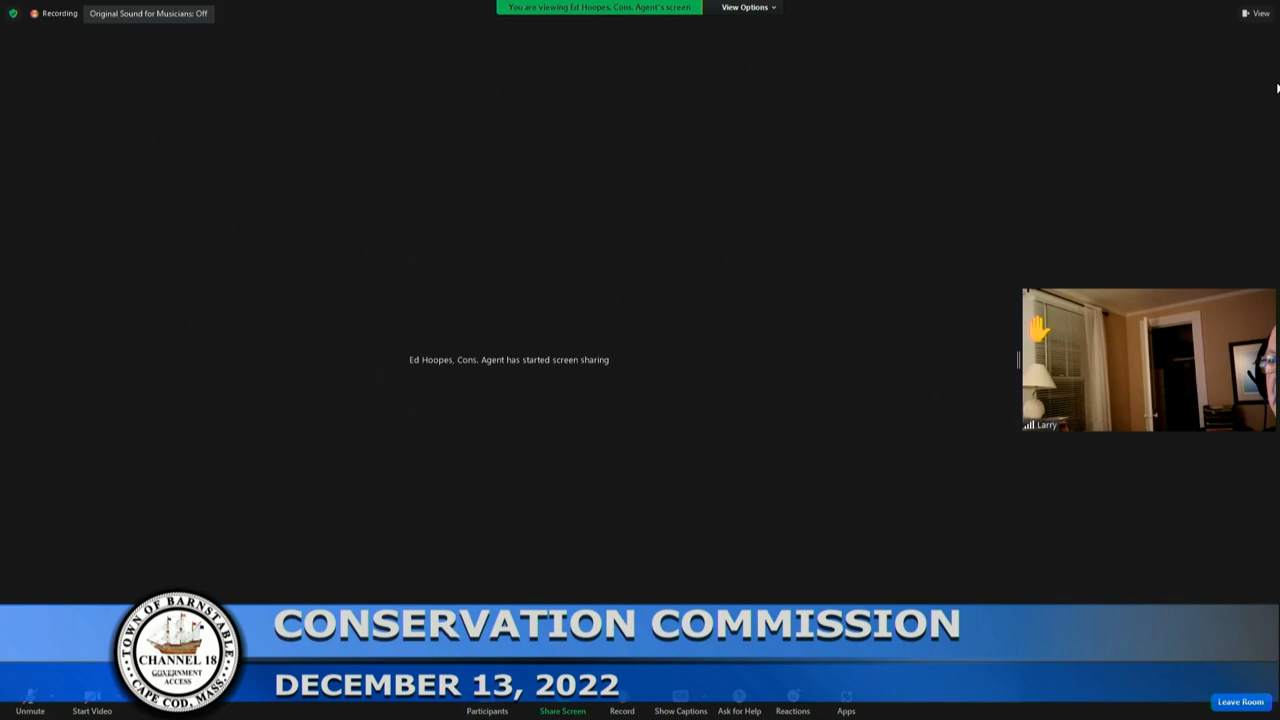 Recording
Original Sound for Musicians: Off
You are viewing Ed Hoopes, Cons. Agent's screen
View Options
View
Ed Hoopes, Cons. Agent has started screen sharing
Larry
TOWN OF BARNSTABLE
CHANNEL 18
GOVERNMENT
ACCESS
CAPE COD, MASS.
CONSERVATION COMMISSION
DECEMBER 13, 2022
Unmute
Start Video
Participants
Share Screen
Record
Show Captions
Ask for Help
Reactions
Apps
Leave Room